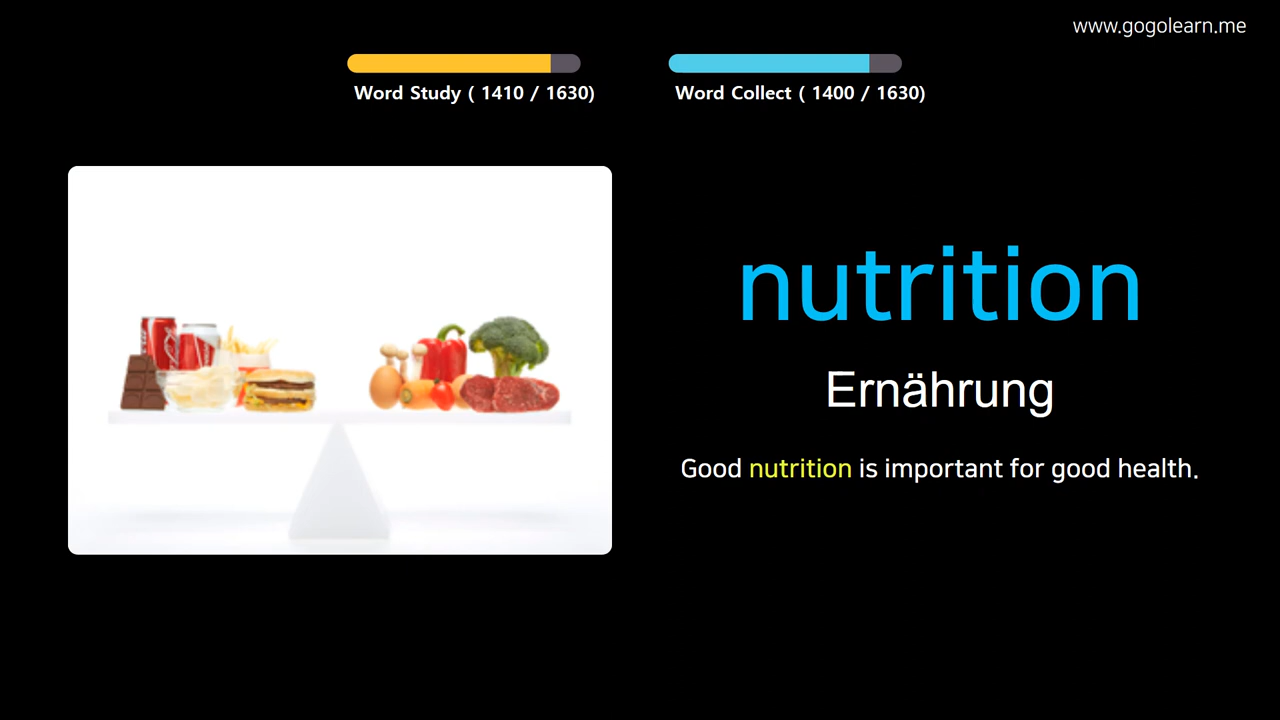 www.gogolearn.me
Word Study ( 1410 / 1630)
Word Collect ( 1400 / 1630)
nutrition
Ernährung
Good nutrition is important for good health.